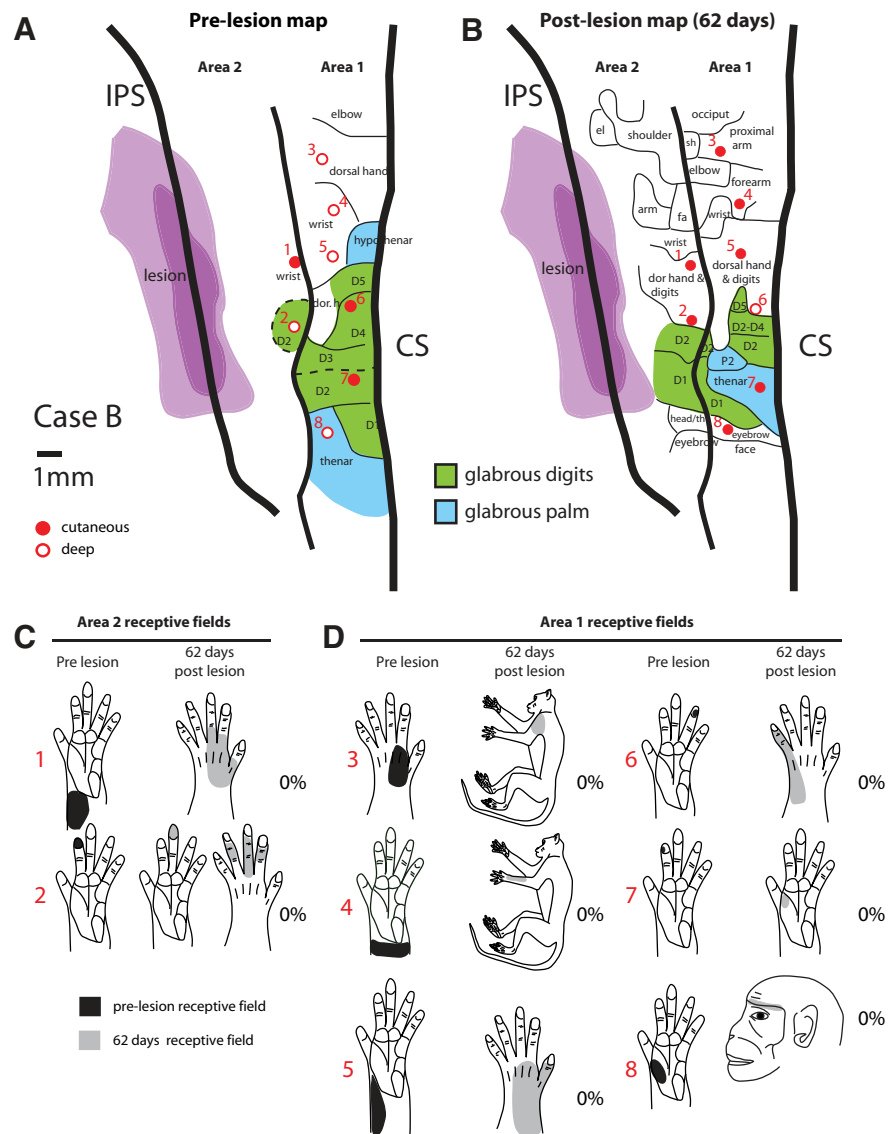 A
Pre-lesion map
Area 2
Area 1
IPS
elbow
3
dorsal hand
4
wrist
5
hypothenar
1
wrist
lesion
D5
dor. h
6
2
D2
D4
D3
CS
7
D2
8
D1
thenar
Case B
1mm
cutaneous
deep
B
Post-lesion map (62 days)
Area 2
Area 1
IPS
occiput
el
shoulder
sh
3
proximal
arm
elbow
forearm
4
arm
fa
wrist
wrist
5
1
dor hand &
digits
dorsal hand
& digits
lesion
2
D5
6
D2-D4
D2
D2
D2
CS
P2
thenar
7
D1
D1
head/th
8
eyebrow
eyebrow
face
glabrous digits
glabrous palm
C
Area 2 receptive fields
Pre lesion
62 days
post lesion
1
0%
2
0%
pre-lesion receptive field
62 days receptive field
D
Area 1 receptive fields
Pre lesion
62 days
post lesion
Pre lesion
62 days
post lesion
3
0%
6
0%
4
0%
7
0%
5
0%
8
0%